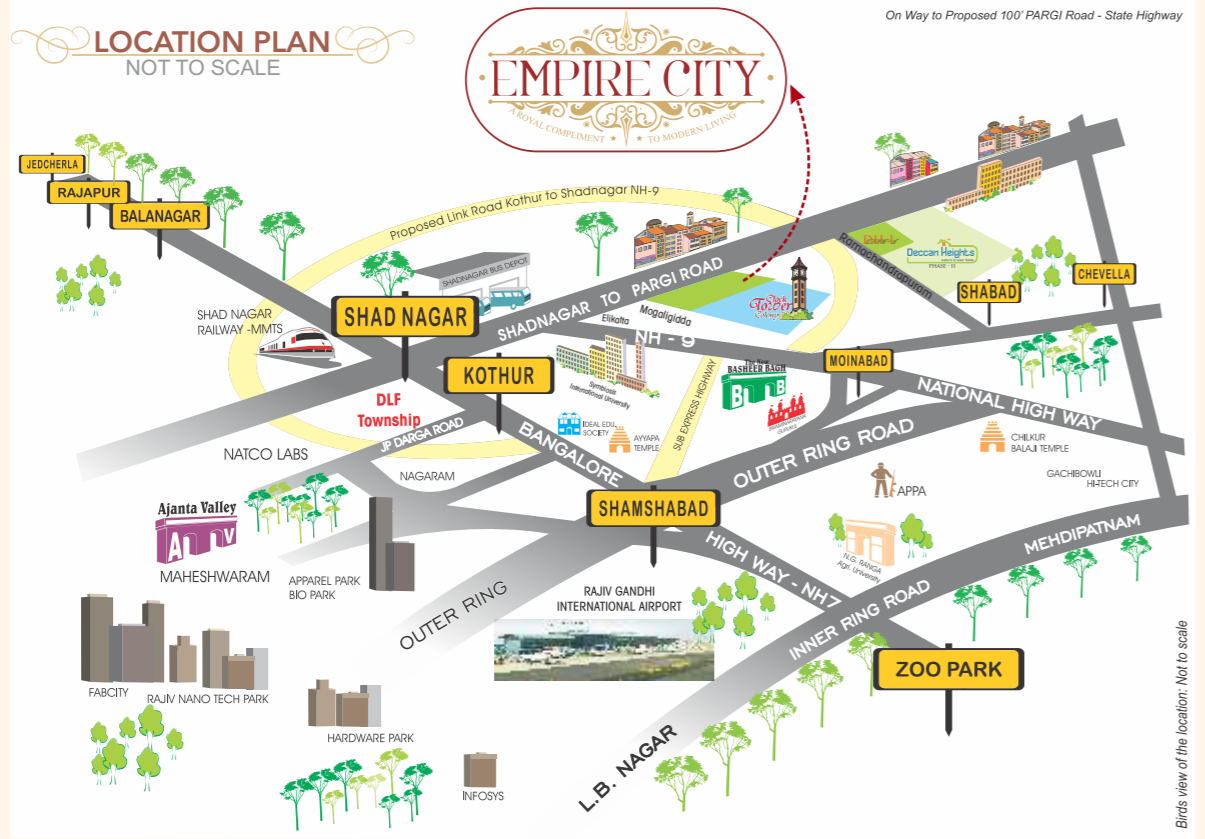 On Way to Proposed 100' PARGI Road - State Highway
LOCATION PLAN
NOT TO SCALE
EMPIRE CITY
A ROYAL COMPLIMENT ★ ★ TO MODERN LIVING
JEDCHERLA
RAJAPUR
BALANAGAR
Proposed Link Road Kothur to Shadnagar NH-9
SHADNAGAR BUS DEPOT
SHAD NAGAR
RAILWAY -MMTS
SHAD NAGAR
SHADNAGAR TO PARGI ROAD
Ramachandrapuram
Deccan Heights
PHASE - III
SHABAD
CHEVELLA
Clock
Tower
Colony
Mogaligidda
Elikatta
NH - 9
MOINABAD
KOTHUR
Symbiosis
International University
The New
BASHEER BAGH
B B
NATIONAL HIGH WAY
DLF
Township
JP DARGA ROAD
IDEAL EDU.
SOCIETY
AYYAPA
TEMPLE
SUB EXPRESS HIGHWAY
GURUKUL
NATCO LABS
NAGARAM
BANGALORE
OUTER RING ROAD
CHILKUR
BALAJI TEMPLE
GACHIBOWLI
HI-TECH CITY
APPA
SHAMSHABAD
Ajanta Valley
A V
MAHESHWARAM
APPAREL PARK
BIO PARK
OUTER RING
RAJIV GANDHI
INTERNATIONAL AIRPORT
HIGH WAY - NH7
N.G. RANGA
Agri. University
MEHDIPATNAM
INNER RING ROAD
ZOO PARK
FABCITY
RAJIV NANO TECH PARK
HARDWARE PARK
INFOSYS
L.B. NAGAR
Birds view of the location: Not to scale